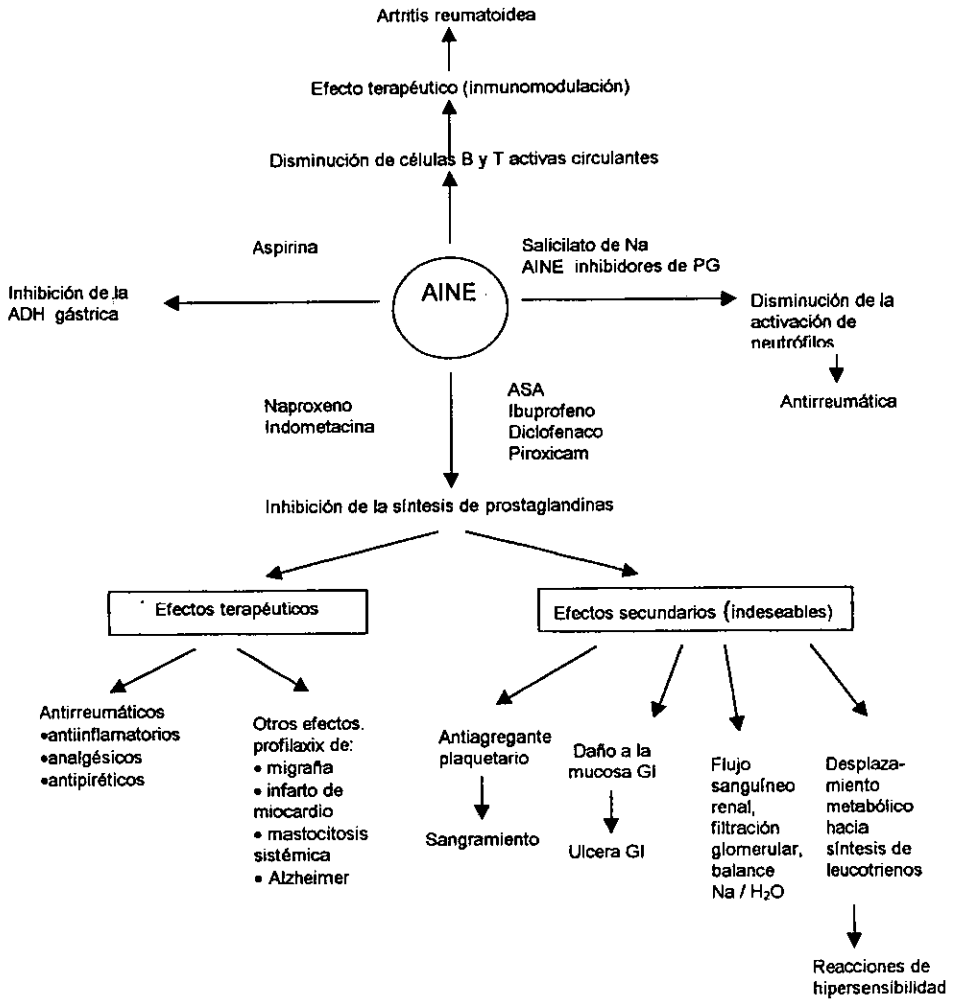 Artritis reumatoidea
Efecto terapéutico (inmunomodulación)
Disminución de células B y T activas circulantes
Aspirina
Salicilato de Na
AINE inhibidores de PG
AINE
Inhibición de la
ADH gástrica
Disminución de la
activación de
neutrófilos
Antirreumática
Naproxeno
Indometacina
ASA
Ibuprofeno
Diclofenaco
Piroxicam
Inhibición de la síntesis de prostaglandinas
Efectos terapéuticos
Efectos secundarios (indeseables)
Antirreumáticos
•antiinflamatorios
•analgésicos
•antipiréticos
Otros efectos.
profilaxix de:
• migraña
• infarto de
miocardio
• mastocitosis
sistémica
• Alzheimer
Antiagregante
plaquetario
Sangramiento
Daño a la
mucosa GI
Ulcera GI
Flujo
sanguíneo
renal,
filtración
glomerular,
balance
Na / H₂O
Desplaza-
miento
metabólico
hacia
síntesis de
leucotrienos
Reacciones de
hipersensibilidad